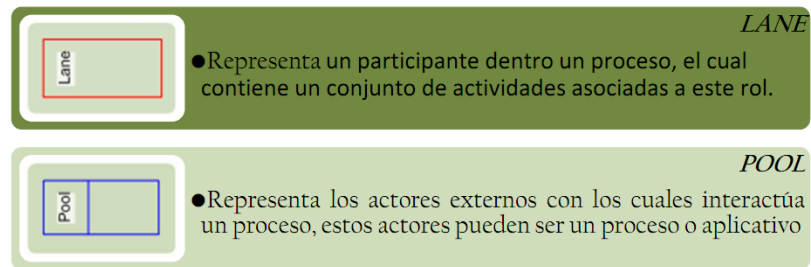 LANE
Lane
●Representa un participante dentro un proceso, el cual
contiene un conjunto de actividades asociadas a este rol.
POOL
Pool
●Representa los actores externos con los cuales interactúa
un proceso, estos actores pueden ser un proceso o aplicativo